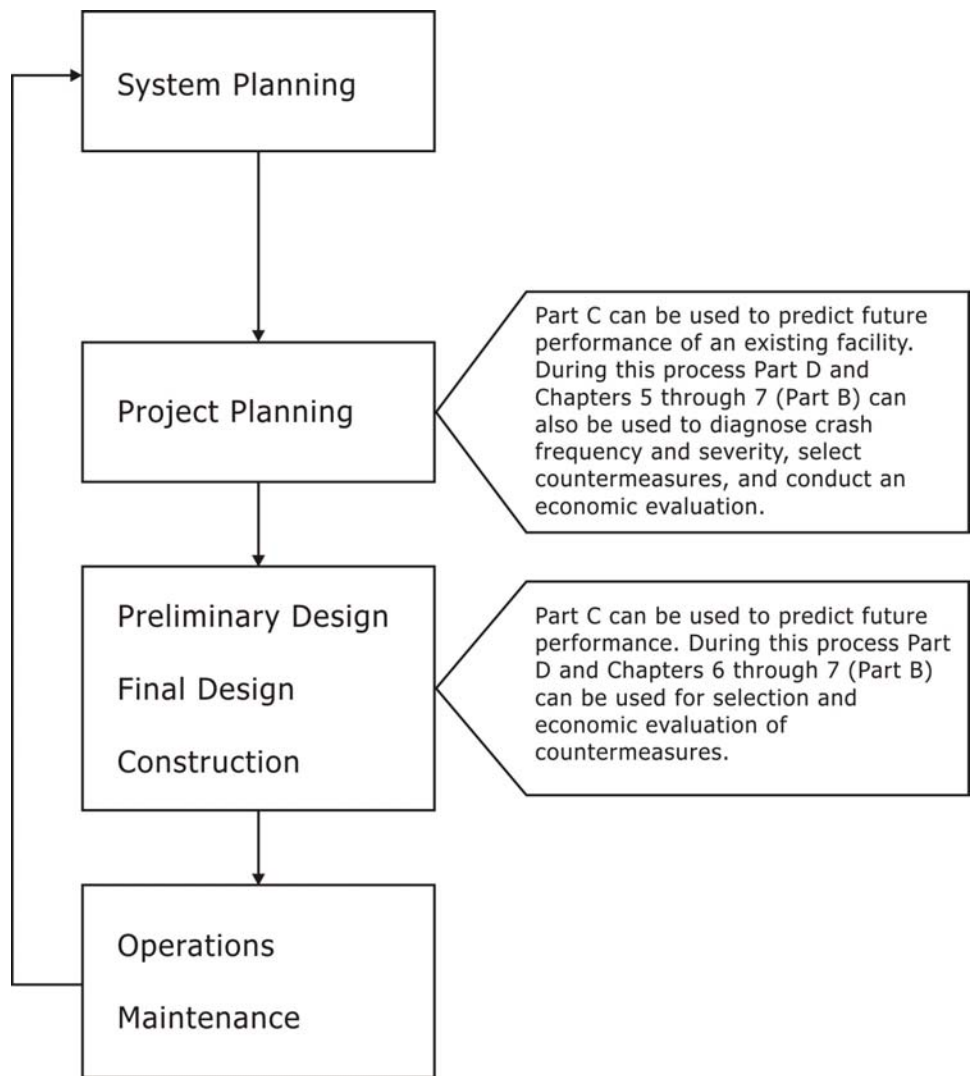 System Planning
Project Planning
Part C can be used to predict future
performance of an existing facility.
During this process Part D and
Chapters 5 through 7 (Part B) can
also be used to diagnose crash
frequency and severity, select
countermeasures, and conduct an
economic evaluation.
Preliminary Design
Final Design
Construction
Part C can be used to predict future
performance. During this process Part
D and Chapters 6 through 7 (Part B)
can be used for selection and
economic evaluation of
countermeasures.
Operations
Maintenance